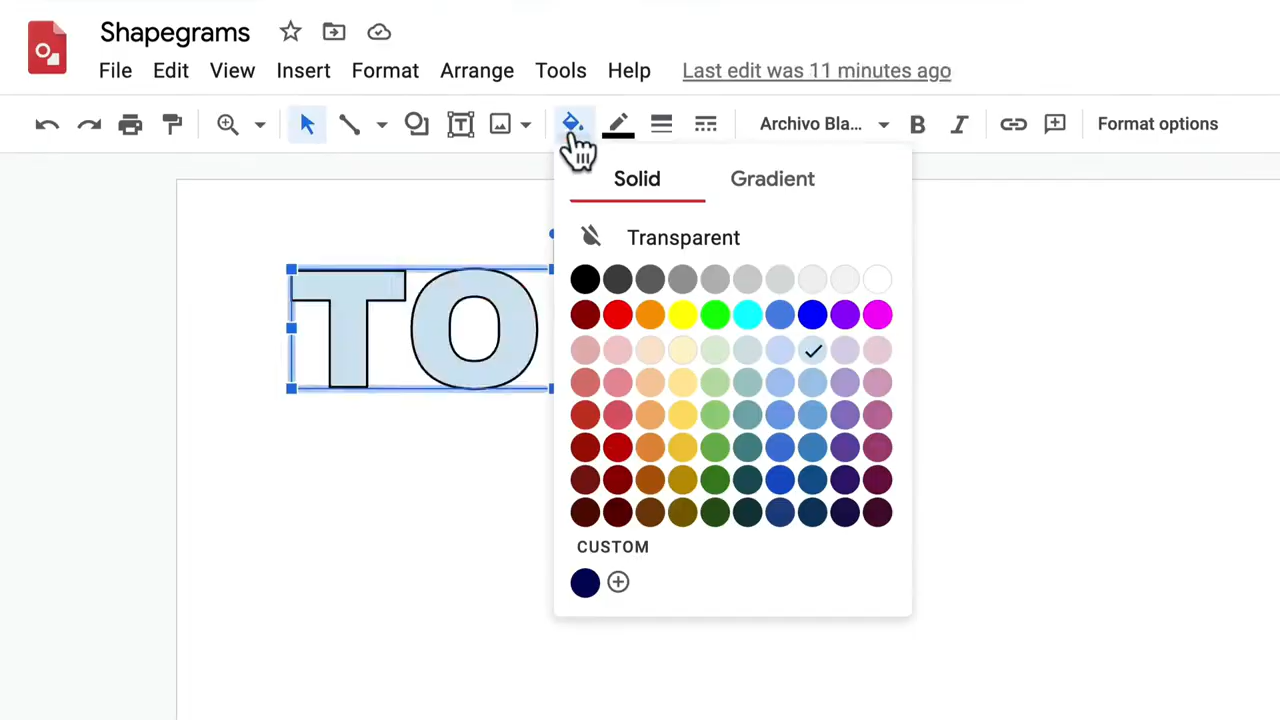 Shapegrams
File Edit View Insert Format Arrange Tools Help Last edit was 11 minutes ago
Archivo Bla... B I Format options
Solid Gradient
Transparent
TO
CUSTOM